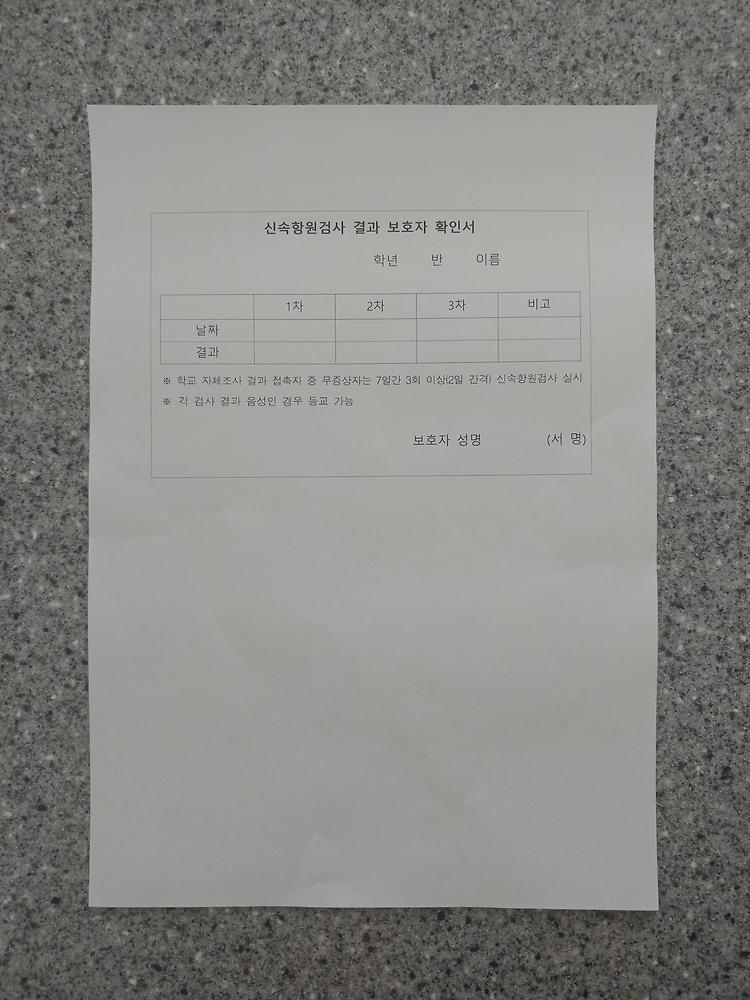 신속항원검사 결과 보호자 확인서
학년 반 이름
1차 2차 3차 비고
날짜
결과
※ 학교 자체조사 결과 접촉자 중 무증상자는 7일간 3회 이상(2일 간격) 신속항원검사 실시
※ 각 검사 결과 음성인 경우 등교 가능
보호자 성명 (서 명)